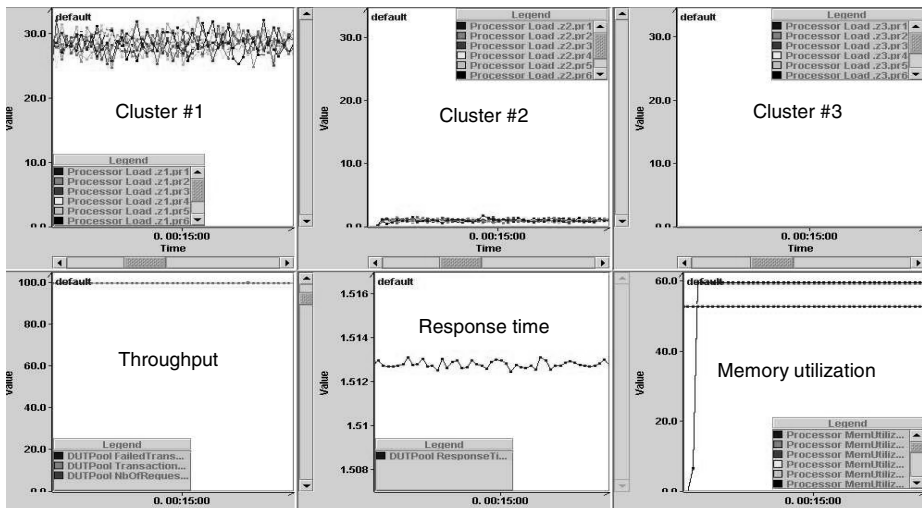 default
30.0
20.0
10.0
0.0
Value
Cluster #1
Legend
Processor Load .z1.pr1
Processor Load .z1.pr2
Processor Load .z1.pr3
Processor Load .z1.pr4
Processor Load .z1.pr5
Processor Load .z1.pr6
0. 00:15:00
Time
default
30.0
20.0
10.0
0.0
Value
Cluster #2
Legend
Processor Load .z2.pr1
Processor Load .z2.pr2
Processor Load .z2.pr3
Processor Load .z2.pr4
Processor Load .z2.pr5
Processor Load .z2.pr6
0. 00:15:00
Time
default
30.0
20.0
10.0
0.0
Value
Cluster #3
Legend
Processor Load .z3.pr1
Processor Load .z3.pr2
Processor Load .z3.pr3
Processor Load .z3.pr4
Processor Load .z3.pr5
Processor Load .z3.pr6
0. 00:15:00
Time
default
100.0
80.0
60.0
40.0
20.0
0.0
Value
Throughput
Legend
DUTPool FailedTrans...
DUTPool Transaction...
DUTPool NbOfReques...
0. 00:15:00
default
1.516
1.514
1.512
1.51
1.508
Value
Response time
Legend
DUTPool ResponseTi...
0. 00:15:00
default
60.0
40.0
20.0
0.0
Value
Memory utilization
Legend
Processor MemUtiliz...
Processor MemUtiliz...
Processor MemUtiliz...
Processor MemUtiliz...
Processor MemUtiliz...
Processor MemUtiliz...
0. 00:15:00